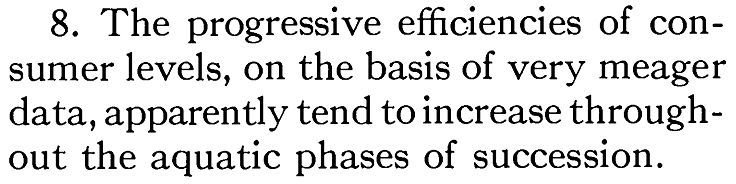 8. The progressive efficiencies of con-
sumer levels, on the basis of very meager
data, apparently tend to increase through-
out the aquatic phases of succession.